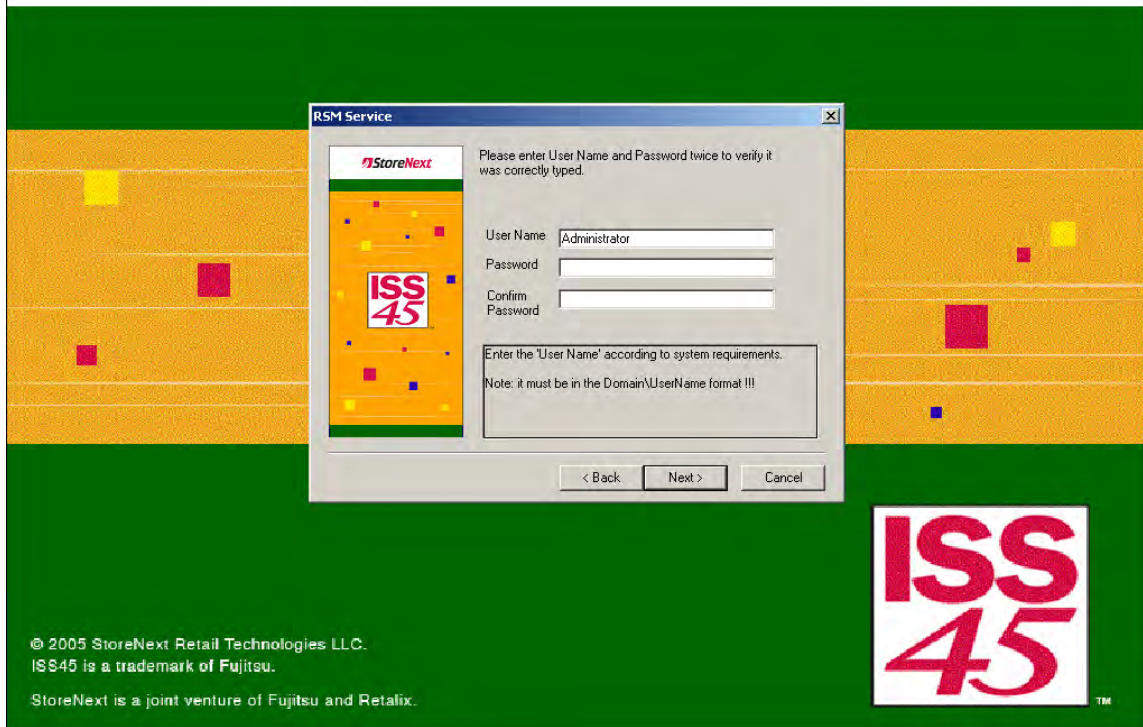 RSM Service
StoreNext
Please enter User Name and Password twice to verify it
was correctly typed.
User Name
Administrator
Password
Confirm
Password
ISS
45
Enter the 'User Name' according to system requirements.
Note: it must be in the Domain\UserName format !!!
< Back
Next >
Cancel
ISS
45
TM
© 2005 StoreNext Retail Technologies LLC.
ISS45 is a trademark of Fujitsu.
StoreNext is a joint venture of Fujitsu and Retalix.